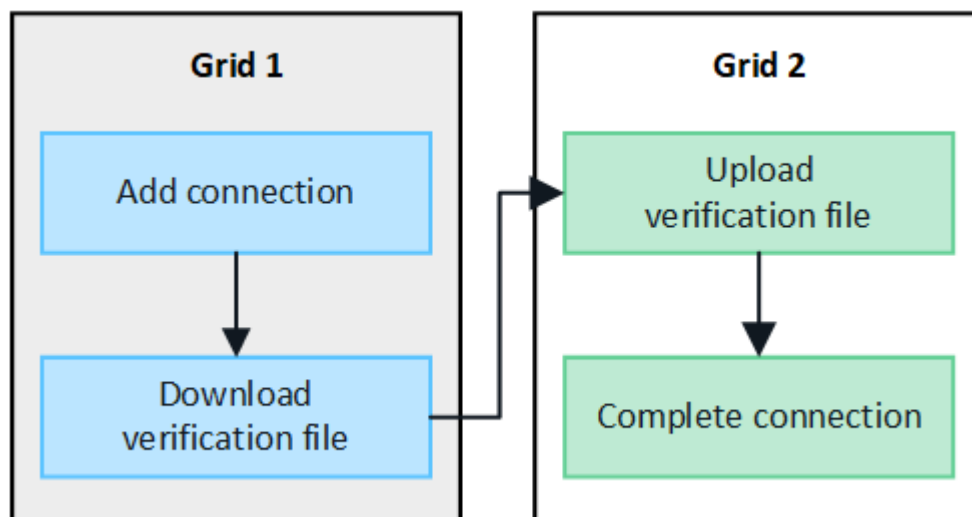 Grid 1
Add connection
Download
verification file
Grid 2
Upload
verification file
Complete connection